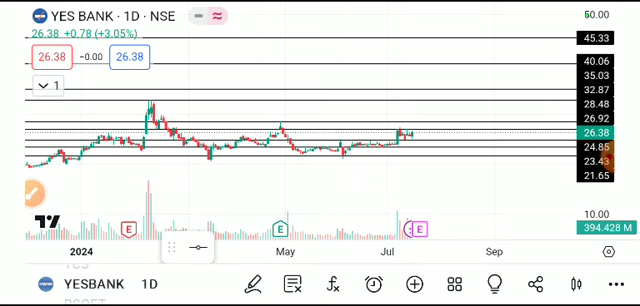 YES BANK · 1D · NSE
50.00
26.38 +0.78 (+3.05%)
45.33
26.38 −0.00 26.38
40.06
35.03
1
32.87
28.48
26.92
26.38
24.85
23.43
21.65
10.00
E E E
394.428 M
2024 May Jul Sep
YESBANK 1D